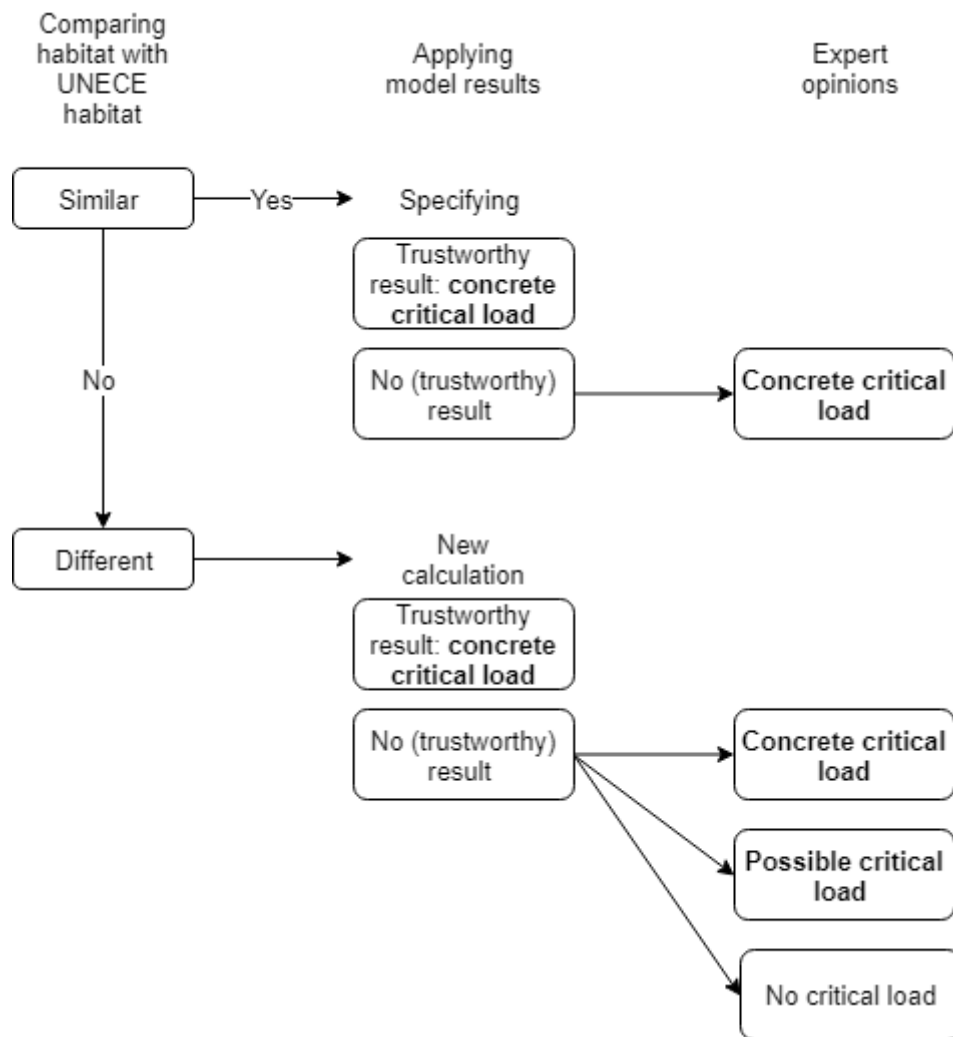 Comparing
habitat with
UNECE
habitat
Applying
model results
Expert
opinions
Similar
Yes
Specifying
Trustworthy
result: concrete
critical load
No (trustworthy)
result
Concrete critical
load
No
Different
New
calculation
Trustworthy
result: concrete
critical load
No (trustworthy)
result
Concrete critical
load
Possible critical
load
No critical load